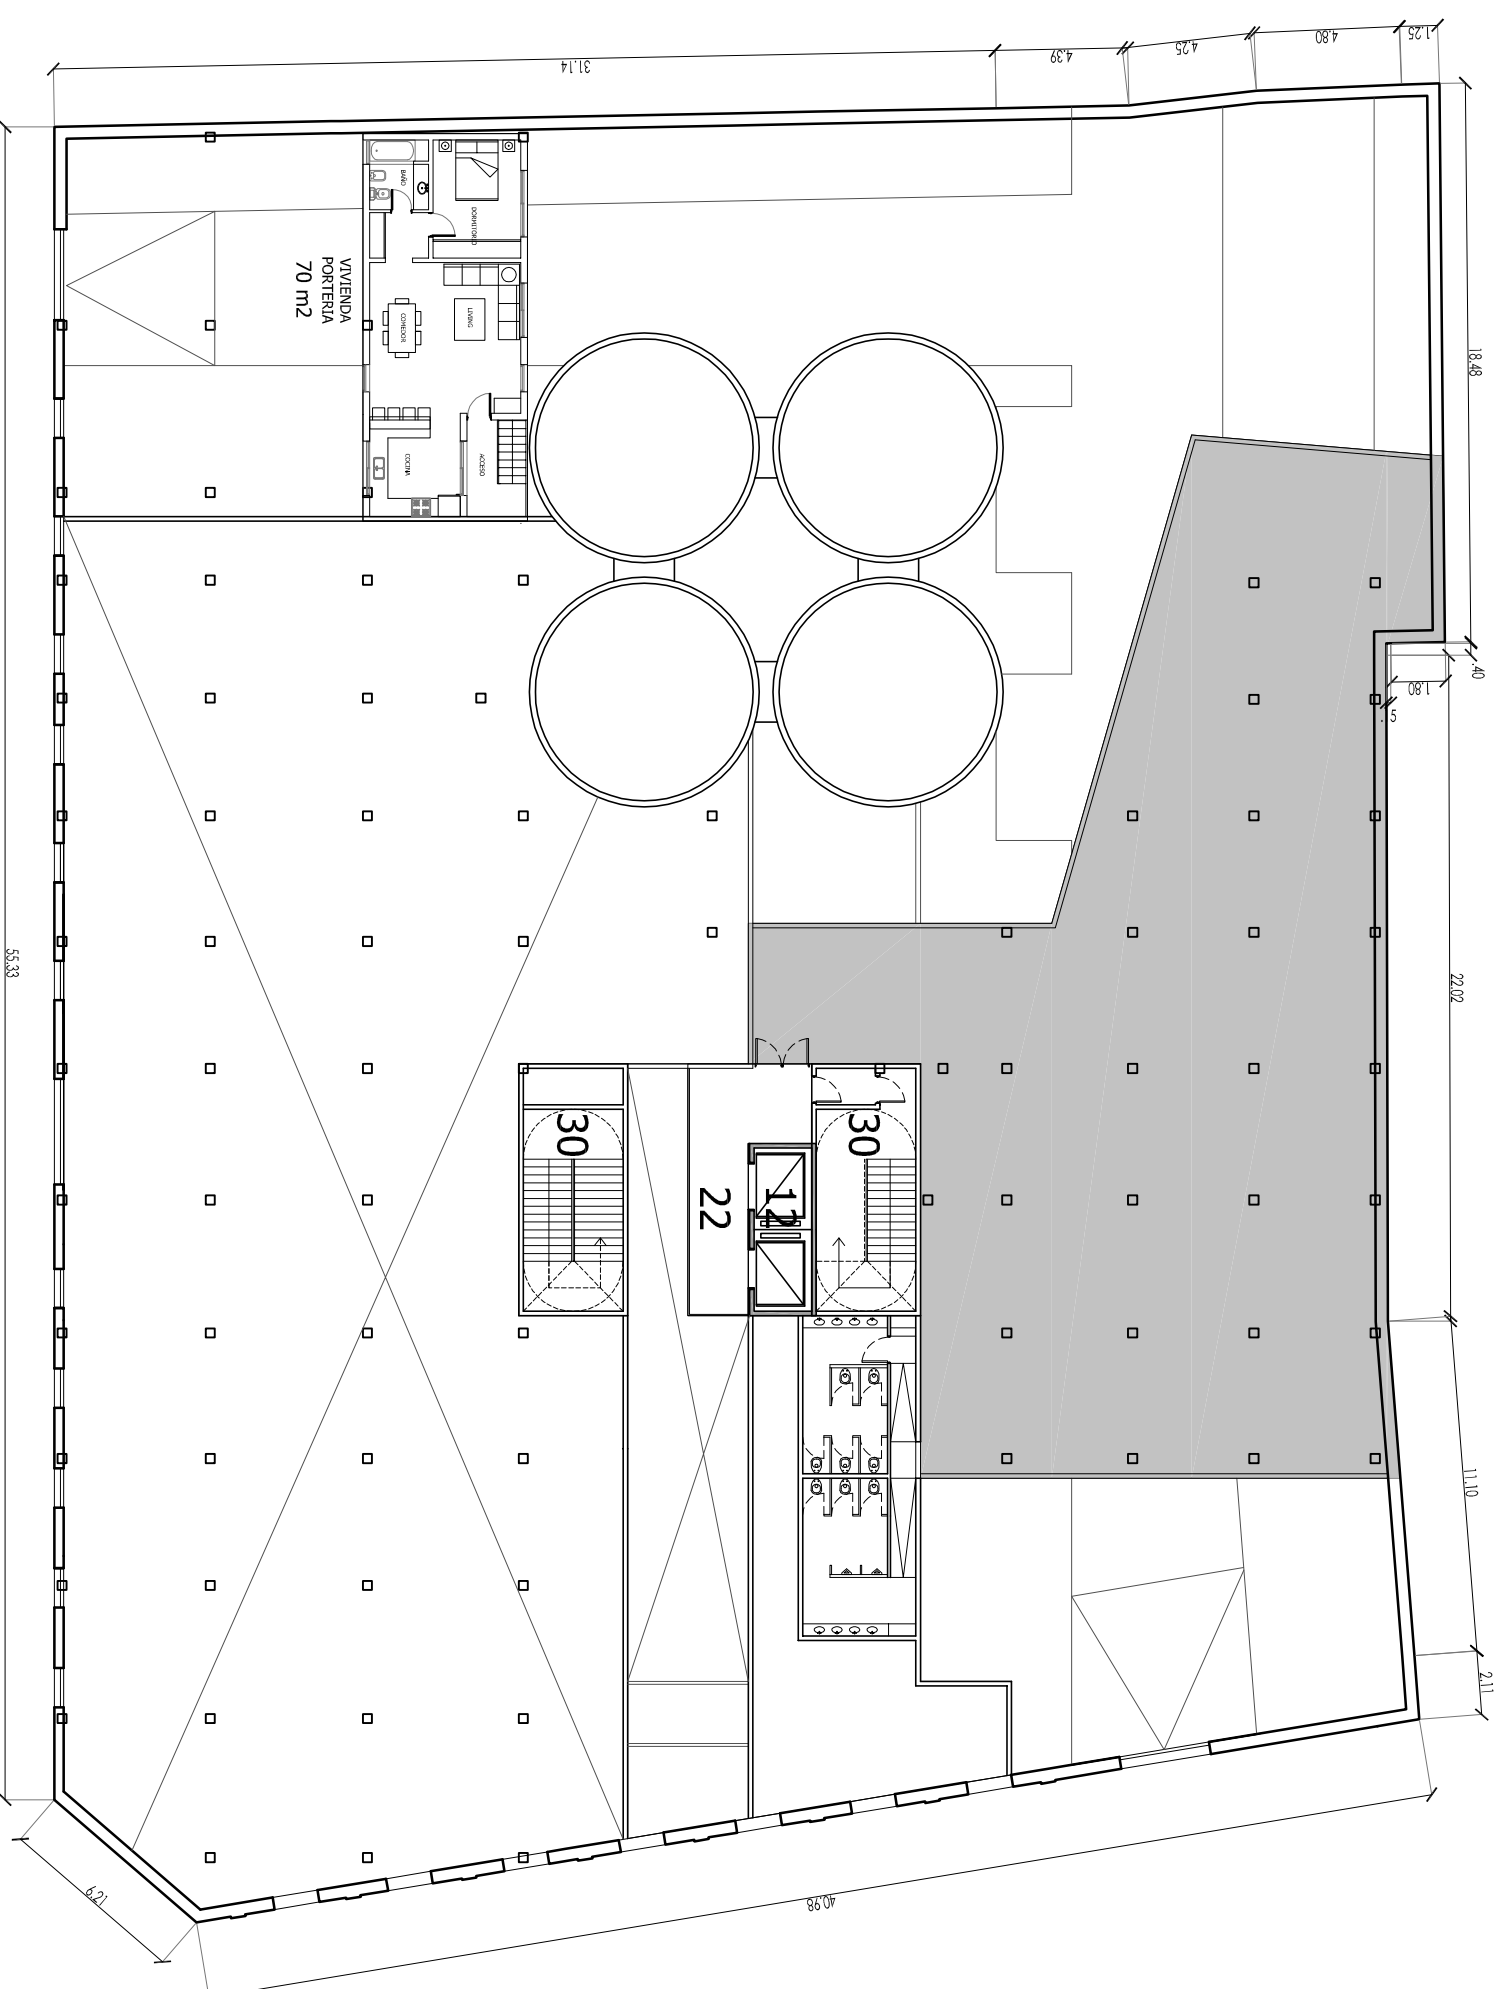 31.14
4.39
4.25
4.80
1.25
18.48
.40
1.80
.15
22.02
11.10
2.11
40.98
6.21
55.33
VIVIENDA
PORTERIA
70 m2
BAÑO
DORMITORIO
LIVING
COMEDOR
COCINA
ACCESO
30
22
12
30